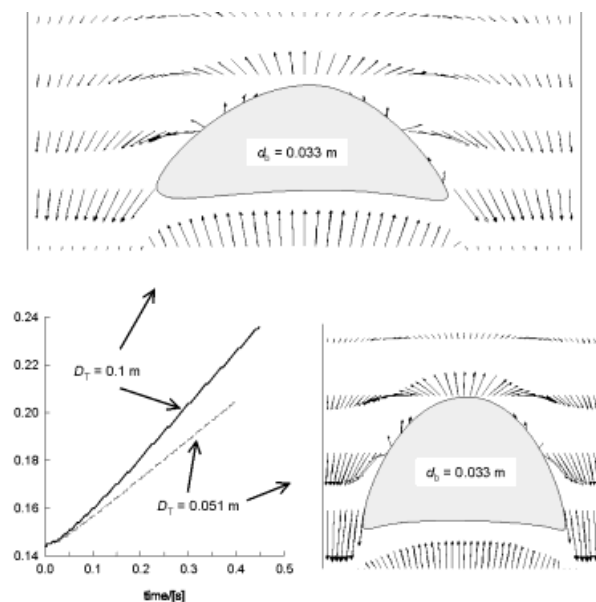 d_b = 0.033 m
0.24
0.22
0.20
0.18
0.16
0.14
D_T = 0.1 m
D_T = 0.051 m
0.0 0.1 0.2 0.3 0.4 0.5
time/[s]
d_b = 0.033 m